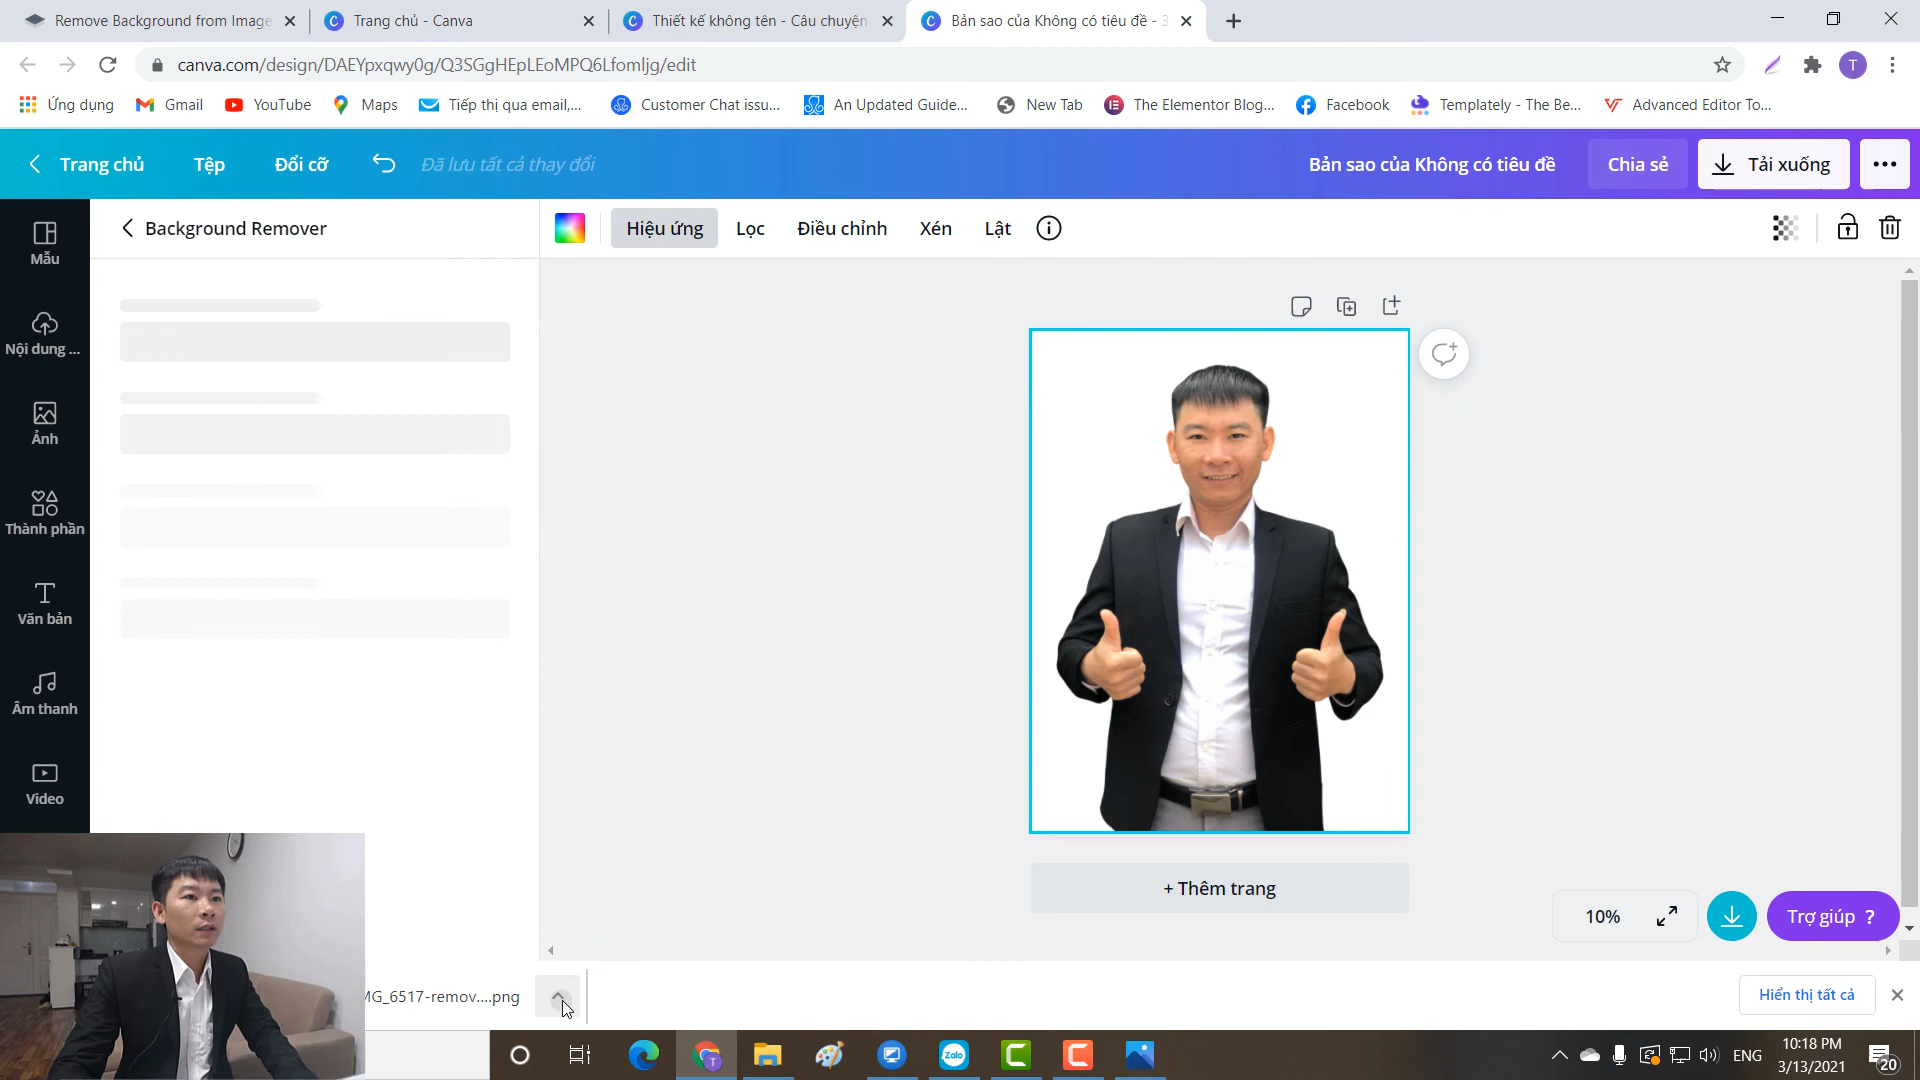 Remove Background from Image
Trang chủ - Canva
Thiết kế không tên - Câu chuyện
Bản sao của Không có tiêu đề - 3
canva.com/design/DAEYpxqwy0g/Q3SGgHEpLEoMPQ6Lfomljg/edit
T
Ứng dụng
Gmail
YouTube
Maps
Tiếp thị qua email,...
Customer Chat issu...
An Updated Guide...
New Tab
The Elementor Blog...
Facebook
Templately - The Be...
Advanced Editor To...
Trang chủ
Tệp
Đổi cỡ
Đã lưu tất cả thay đổi
Bản sao của Không có tiêu đề
Chia sẻ
Tải xuống
Background Remover
Hiệu ứng
Lọc
Điều chỉnh
Xén
Lật
Mẫu
Nội dung ...
Ảnh
Thành phần
Văn bản
Âm thanh
Video
+ Thêm trang
10%
Trợ giúp ?
MG_6517-remov....png
Hiển thị tất cả
Zalo
ENG
10:18 PM
3/13/2021
20